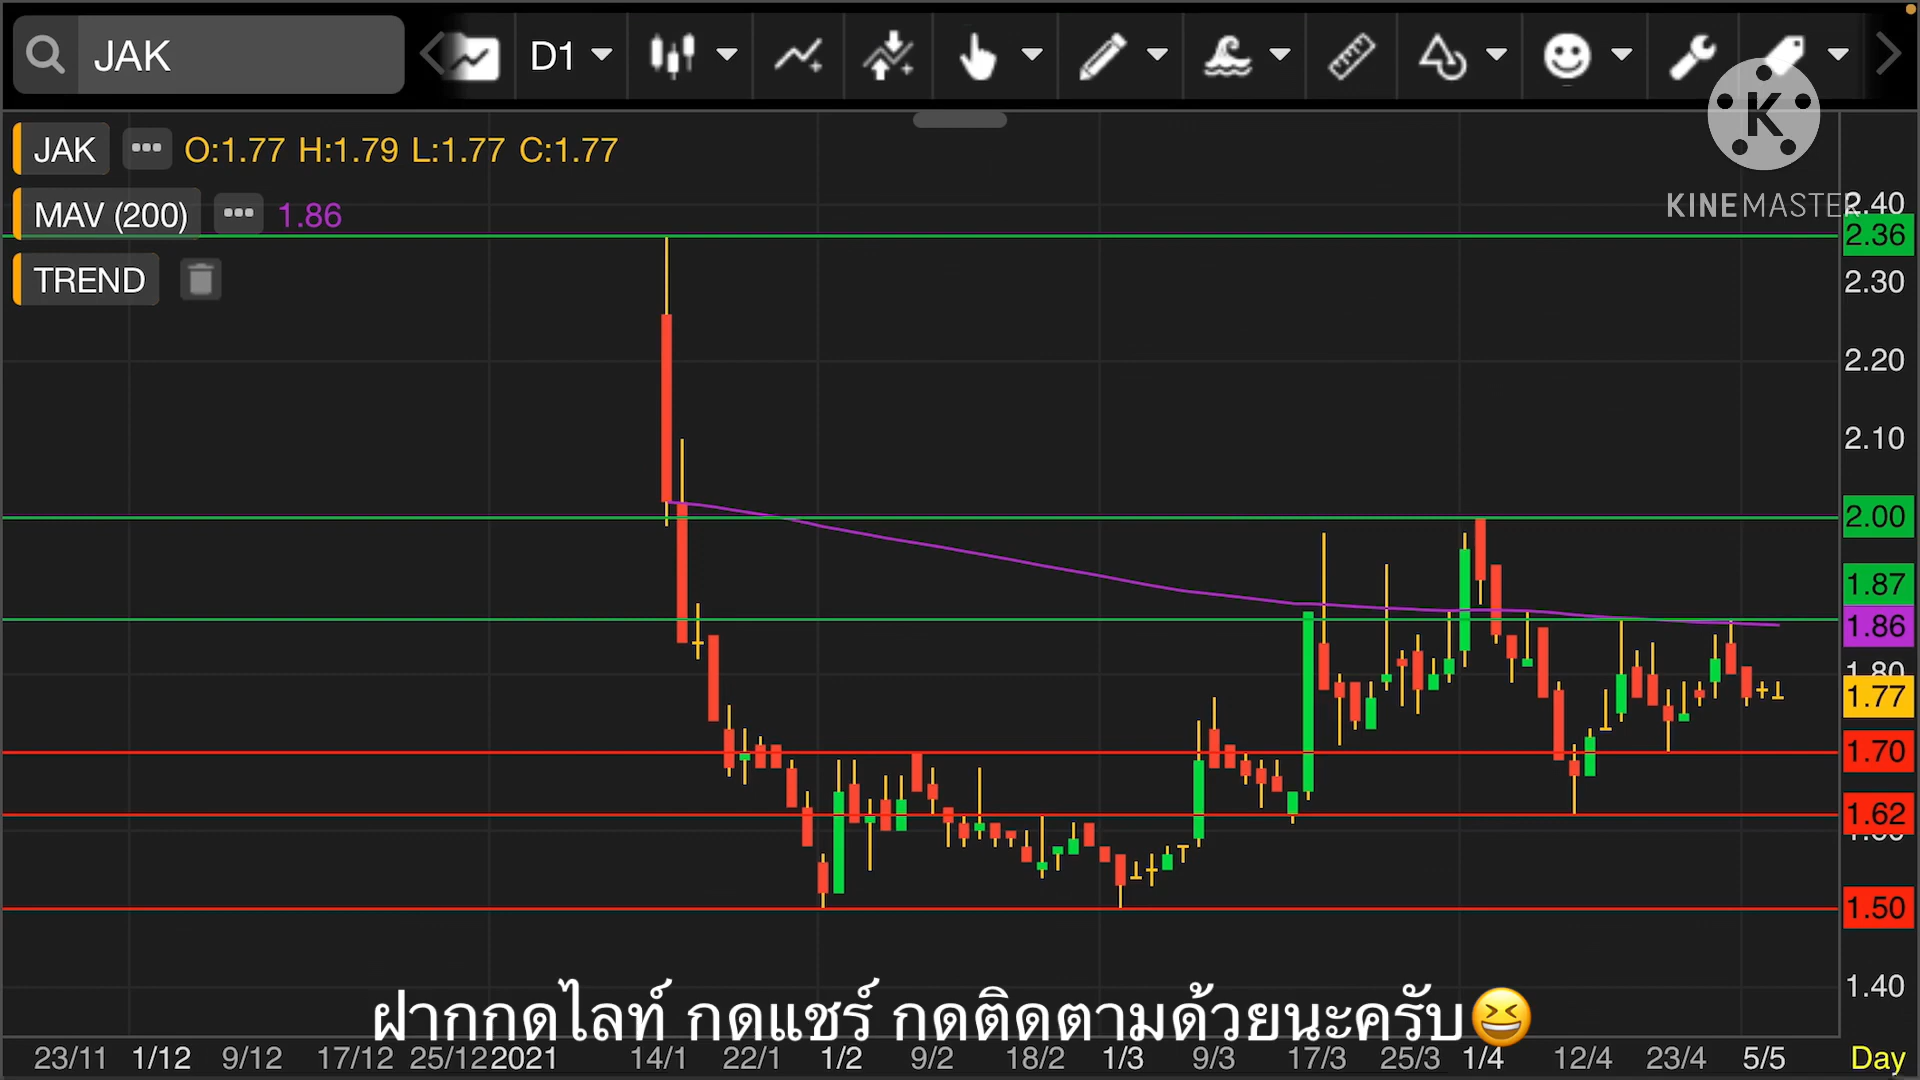 JAK
D1
KINEMASTER
JAK O:1.77 H:1.79 L:1.77 C:1.77
MAV (200) 1.86
TREND
2.40
2.36
2.30
2.20
2.10
2.00
1.87
1.86
1.80
1.77
1.70
1.62
1.60
1.50
1.40
ฝากกดไลท์ กดแชร์ กดติดตามด้วยนะครับ😆
23/11 1/12 9/12 17/12 25/12 2021 14/1 22/1 1/2 9/2 18/2 1/3 9/3 17/3 25/3 1/4 12/4 23/4 5/5 Day